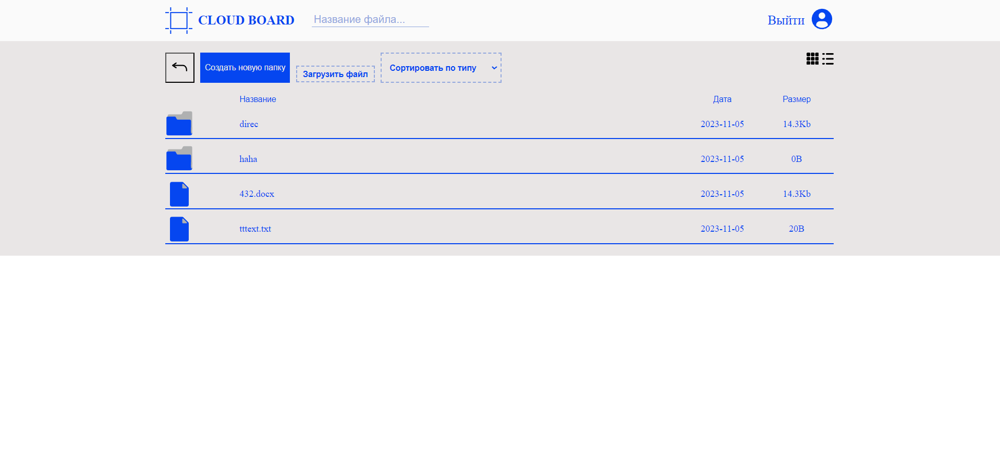 CLOUD BOARD
Название файла...
Выйти
Создать новую папку
Загрузить файл
Сортировать по типу
Название Дата Размер
direc 2023-11-05 14.3Kb
haha 2023-11-05 0B
432.docx 2023-11-05 14.3Kb
tttext.txt 2023-11-05 20B